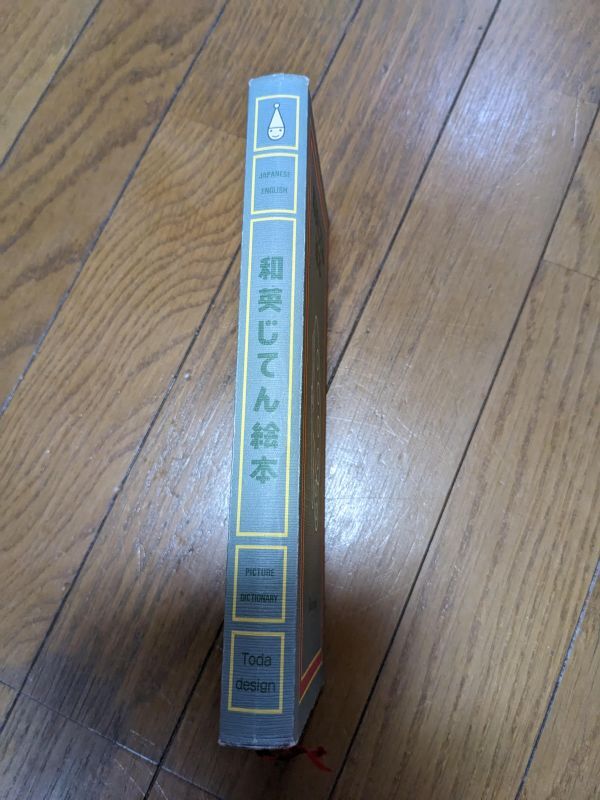 JAPANESE
ENGLISH
和英じてん絵本
PICTURE
DICTIONARY
Toda
design